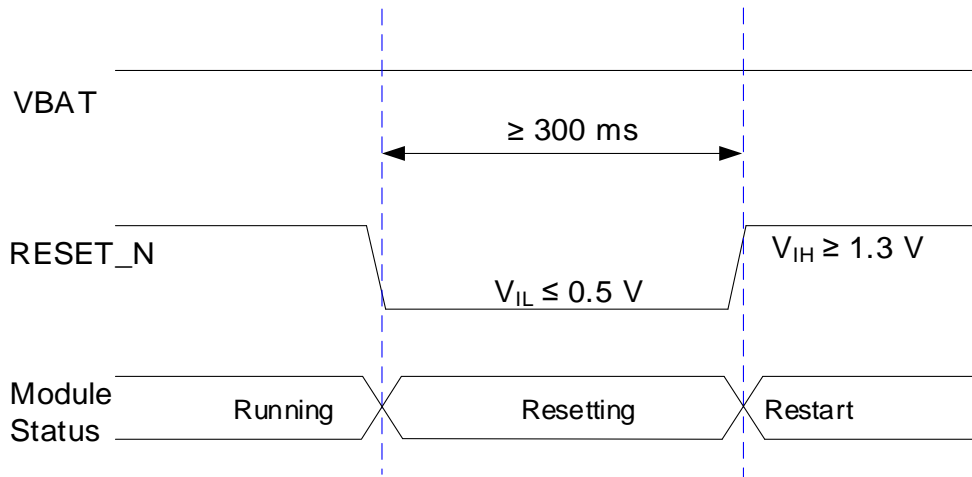 VBAT
≥ 300 ms
RESET_N
VIH ≥ 1.3 V
VIL ≤ 0.5 V
Module
Status
Running
Resetting
Restart